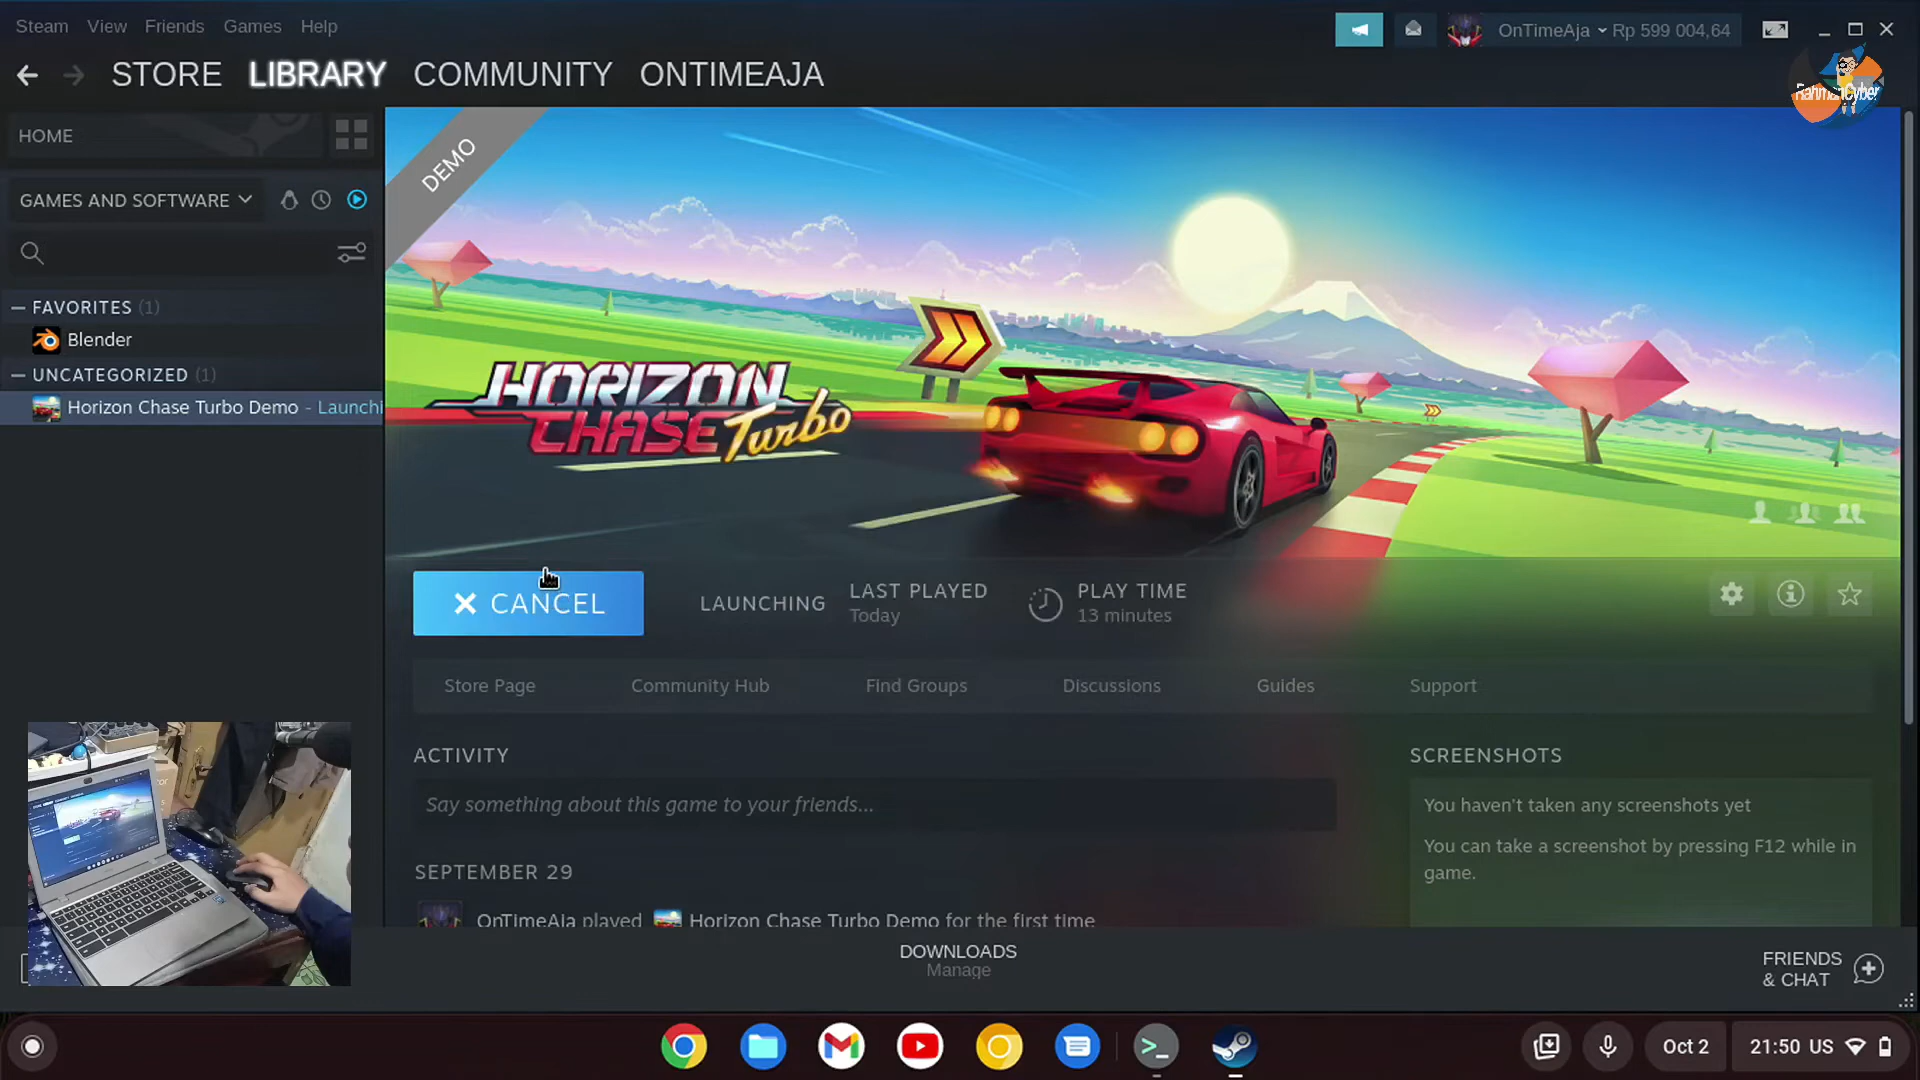 Steam View Friends Games Help
OnTimeAja Rp 599 004,64
STORE LIBRARY COMMUNITY ONTIMEAJA
RahmanCyber
HOME
DEMO
GAMES AND SOFTWARE
FAVORITES (1)
Blender
UNCATEGORIZED (1)
Horizon Chase Turbo Demo - Launchi
HORIZON
CHASE Turbo
CANCEL
LAUNCHING
LAST PLAYED
Today
PLAY TIME
13 minutes
Store Page Community Hub Find Groups Discussions Guides Support
ACTIVITY
Say something about this game to your friends...
SCREENSHOTS
You haven't taken any screenshots yet
You can take a screenshot by pressing F12 while in
game.
SEPTEMBER 29
OnTimeAja played Horizon Chase Turbo Demo for the first time
DOWNLOADS
Manage
FRIENDS
& CHAT
Oct 2
21:50 US